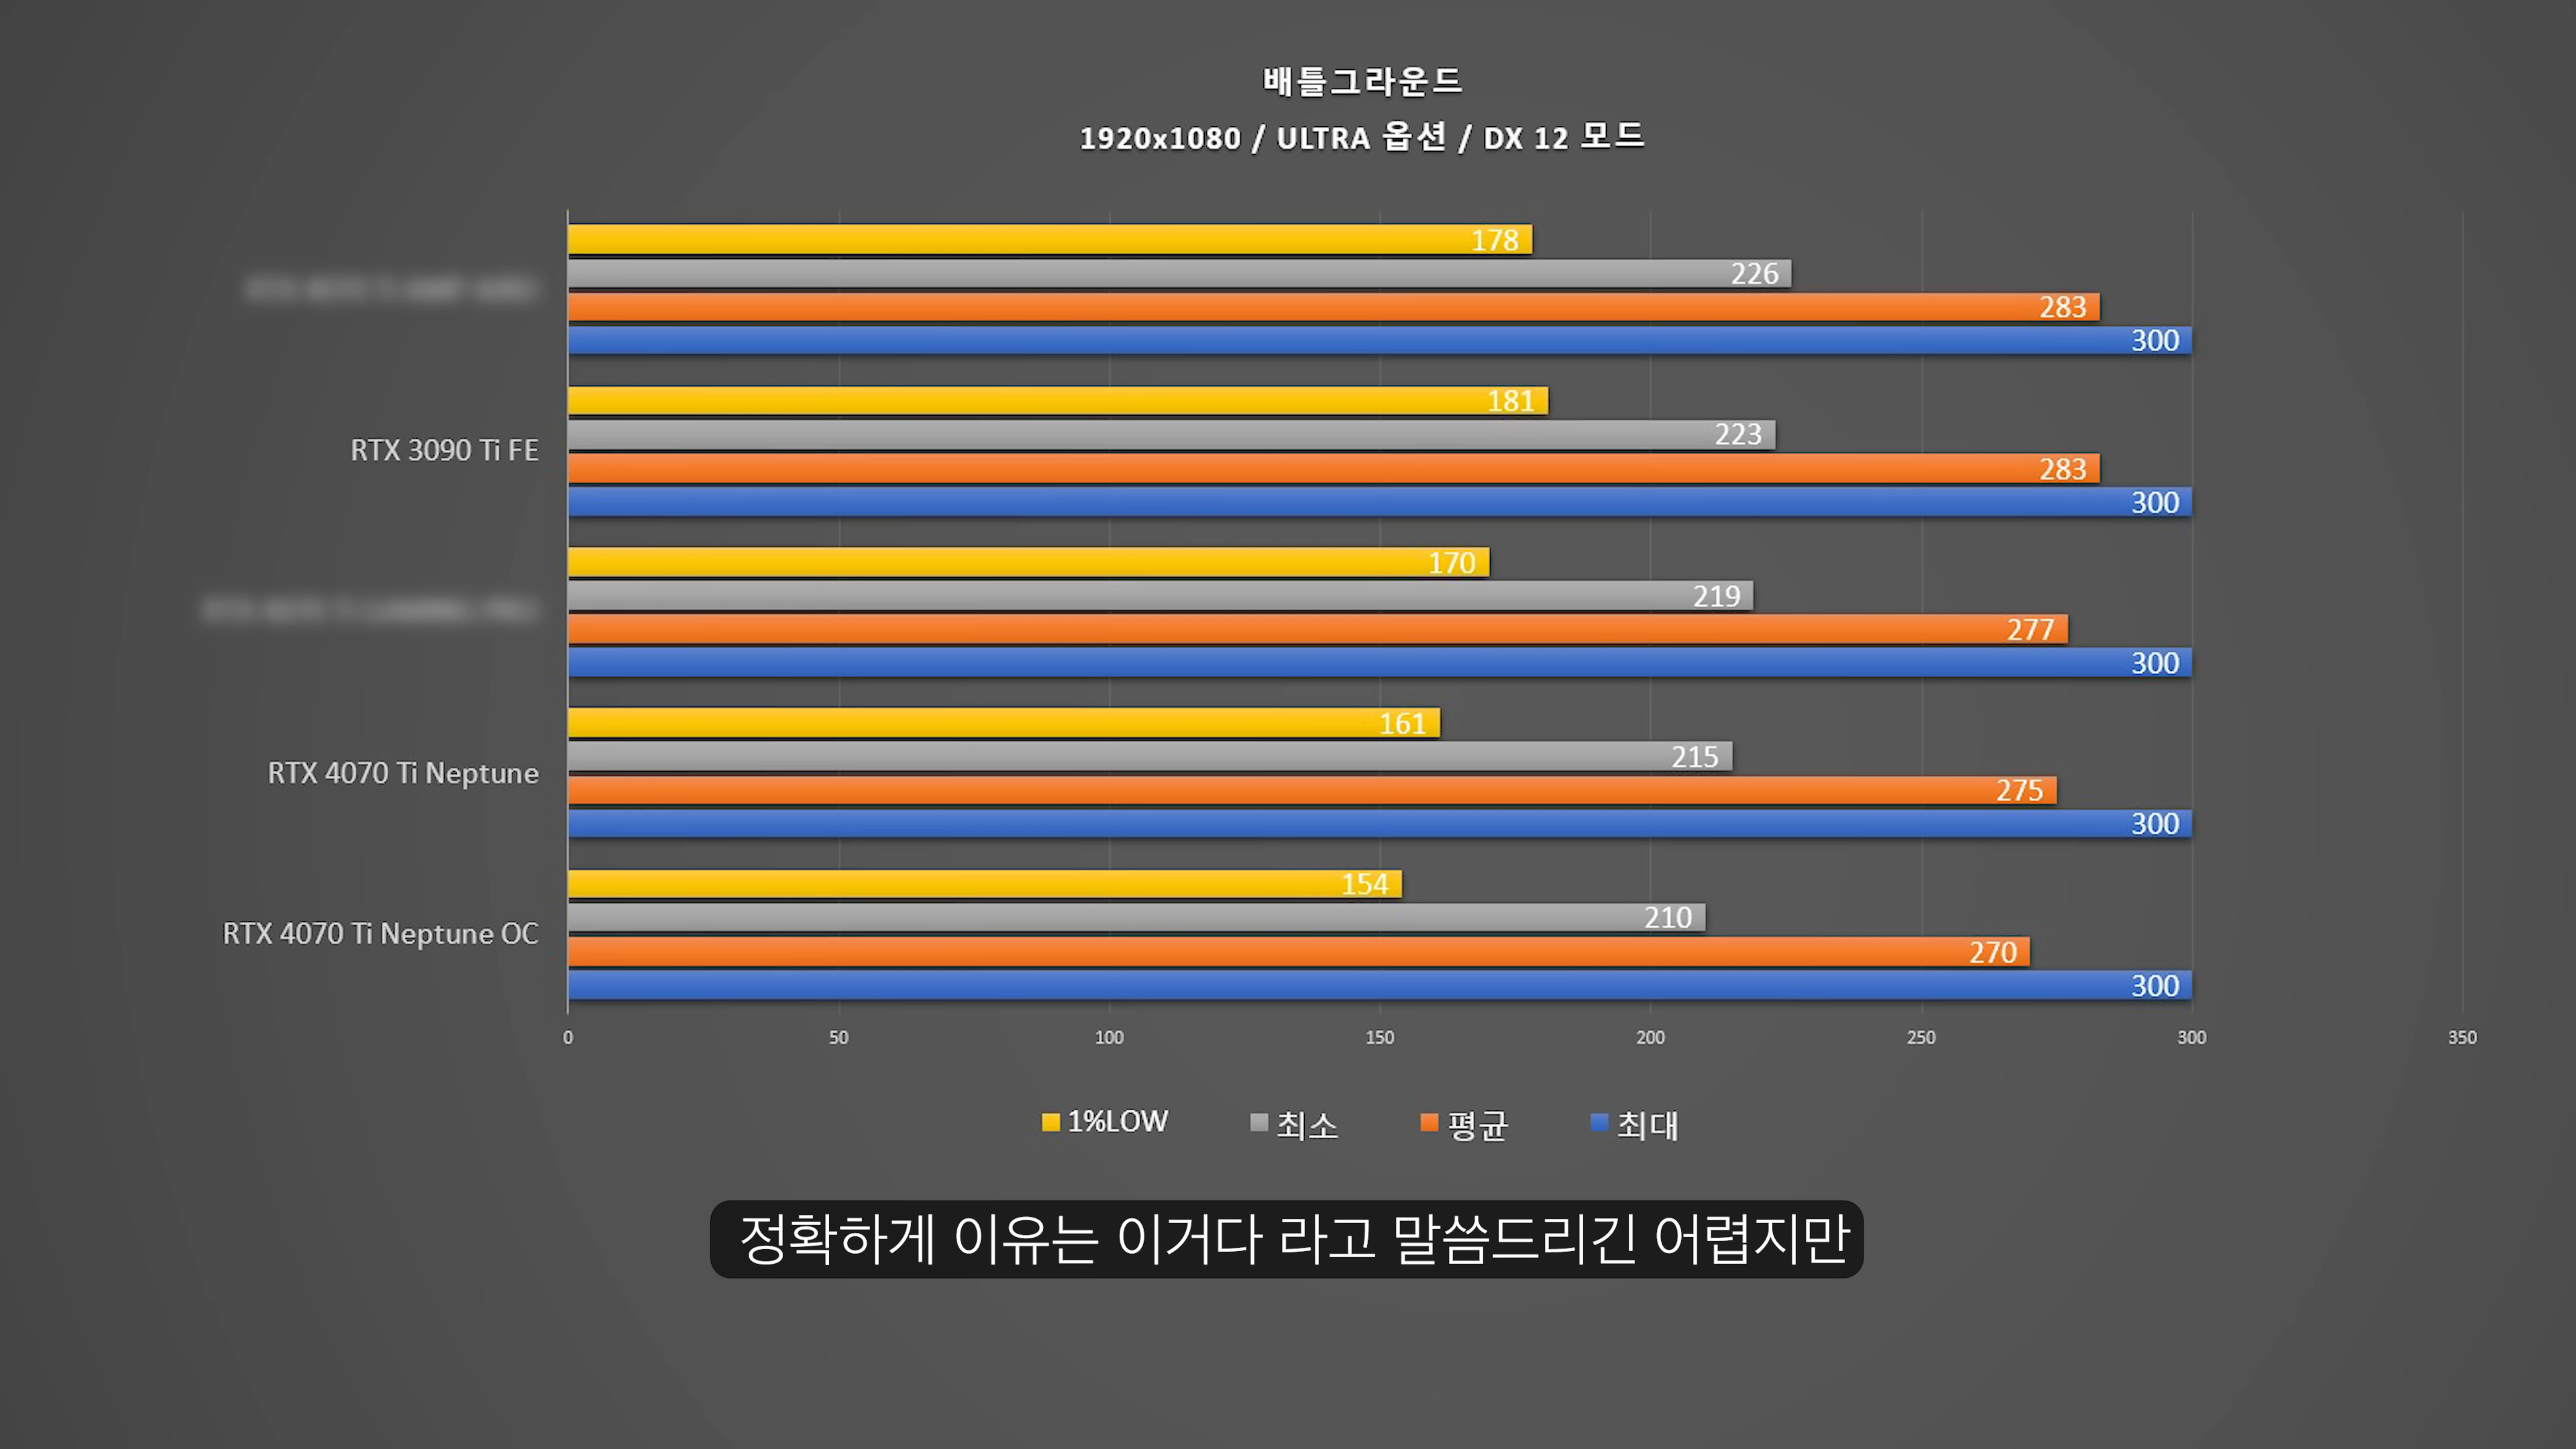 배틀그라운드
1920x1080 / ULTRA 옵션 / DX 12 모드
178
226
283
300
RTX 3090 Ti FE
181
223
283
300
170
219
277
300
RTX 4070 Ti Neptune
161
215
275
300
RTX 4070 Ti Neptune OC
154
210
270
300
0 50 100 150 200 250 300 350
1%LOW 최소 평균 최대
정확하게 이유는 이거다 라고 말씀드리긴 어렵지만